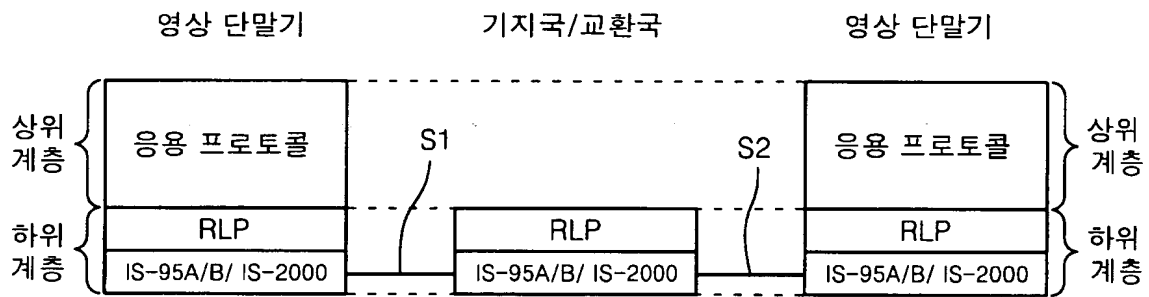 영상 단말기
기지국/교환국
영상 단말기
상위
계층
응용 프로토콜
S1
S2
응용 프로토콜
상위
계층
하위
계층
RLP
RLP
RLP
하위
계층
IS-95A/B/ IS-2000
IS-95A/B/ IS-2000
IS-95A/B/ IS-2000